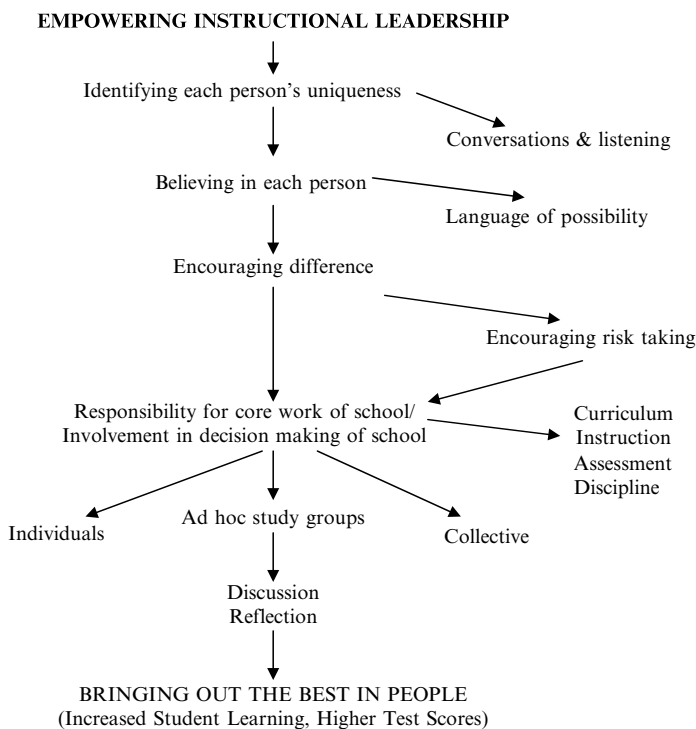 EMPOWERING INSTRUCTIONAL LEADERSHIP
Identifying each person’s uniqueness
Conversations & listening
Believing in each person
Language of possibility
Encouraging difference
Encouraging risk taking
Responsibility for core work of school/
Involvement in decision making of school
Curriculum
Instruction
Assessment
Discipline
Individuals
Ad hoc study groups
Collective
Discussion
Reflection
BRINGING OUT THE BEST IN PEOPLE
(Increased Student Learning, Higher Test Scores)